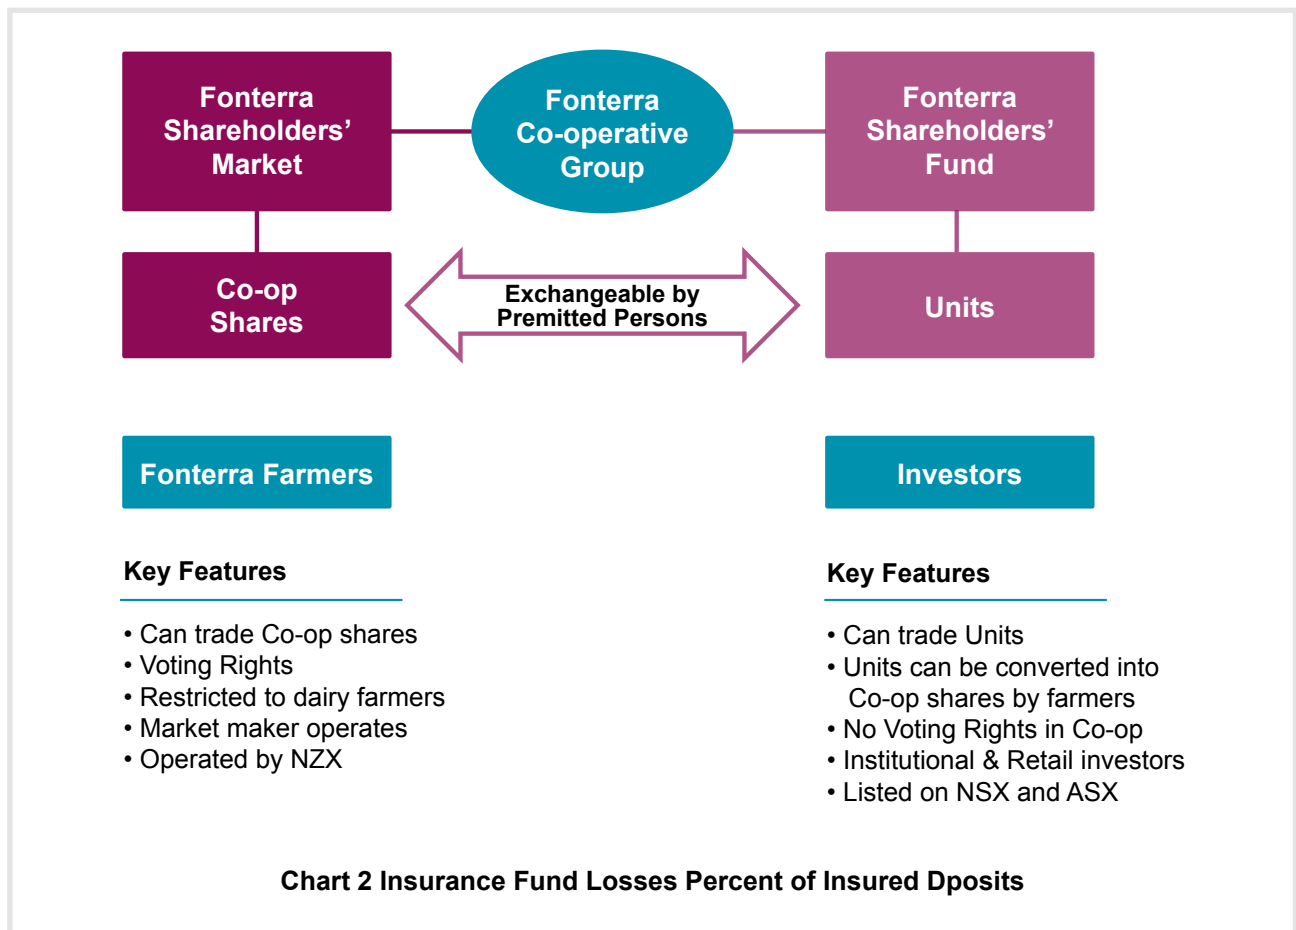 Fonterra
Shareholders’
Market
Fonterra
Co-operative
Group
Fonterra
Shareholders’
Fund
Co-op
Shares
Exchangeable by
Premitted Persons
Units
Fonterra Farmers
Investors
Key Features
• Can trade Co-op shares
• Voting Rights
• Restricted to dairy farmers
• Market maker operates
• Operated by NZX
Key Features
• Can trade Units
• Units can be converted into
Co-op shares by farmers
• No Voting Rights in Co-op
• Institutional & Retail investors
• Listed on NSX and ASX
Chart 2 Insurance Fund Losses Percent of Insured Dposits